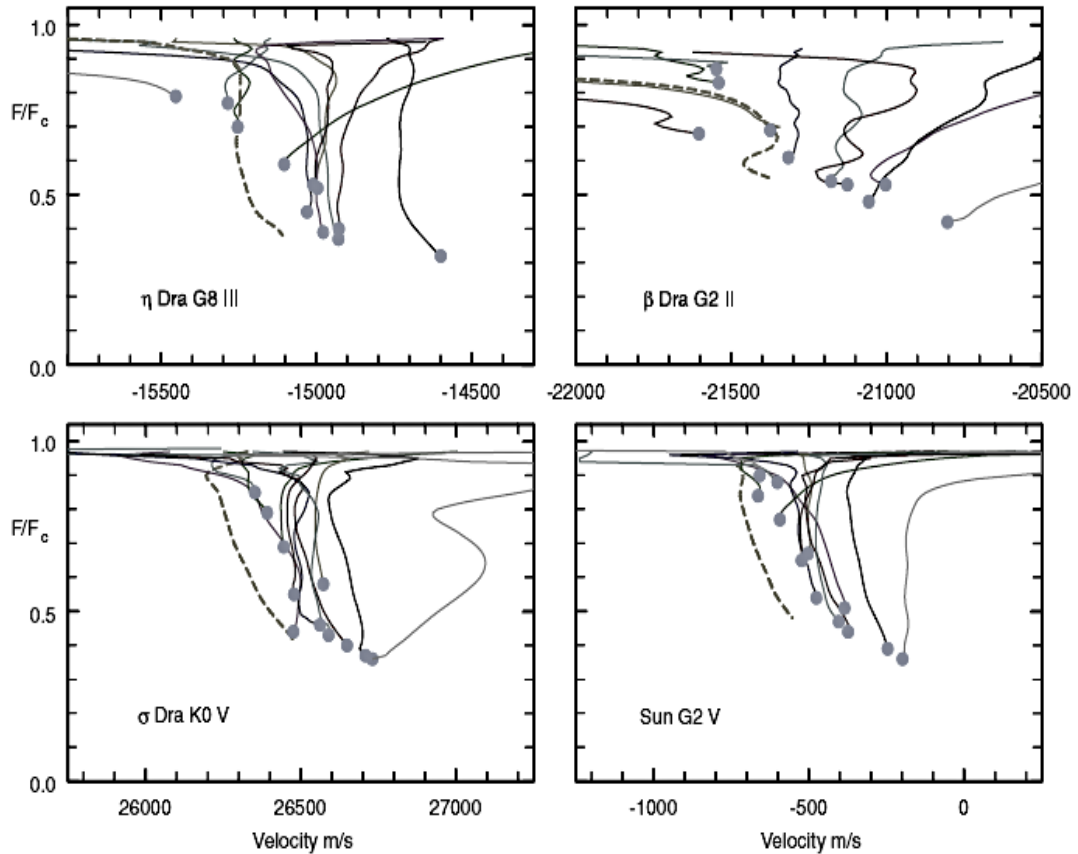 1.0
F/Fc
0.5
0.0
η Dra G8 III
-15500 -15000 -14500
β Dra G2 II
-22000 -21500 -21000 -20500
1.0
F/Fc
0.5
0.0
σ Dra K0 V
26000 26500 27000
Velocity m/s
Sun G2 V
-1000 -500 0
Velocity m/s